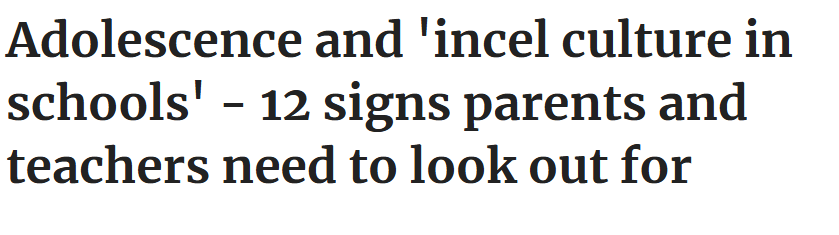 Adolescence and 'incel culture in
schools' - 12 signs parents and
teachers need to look out for